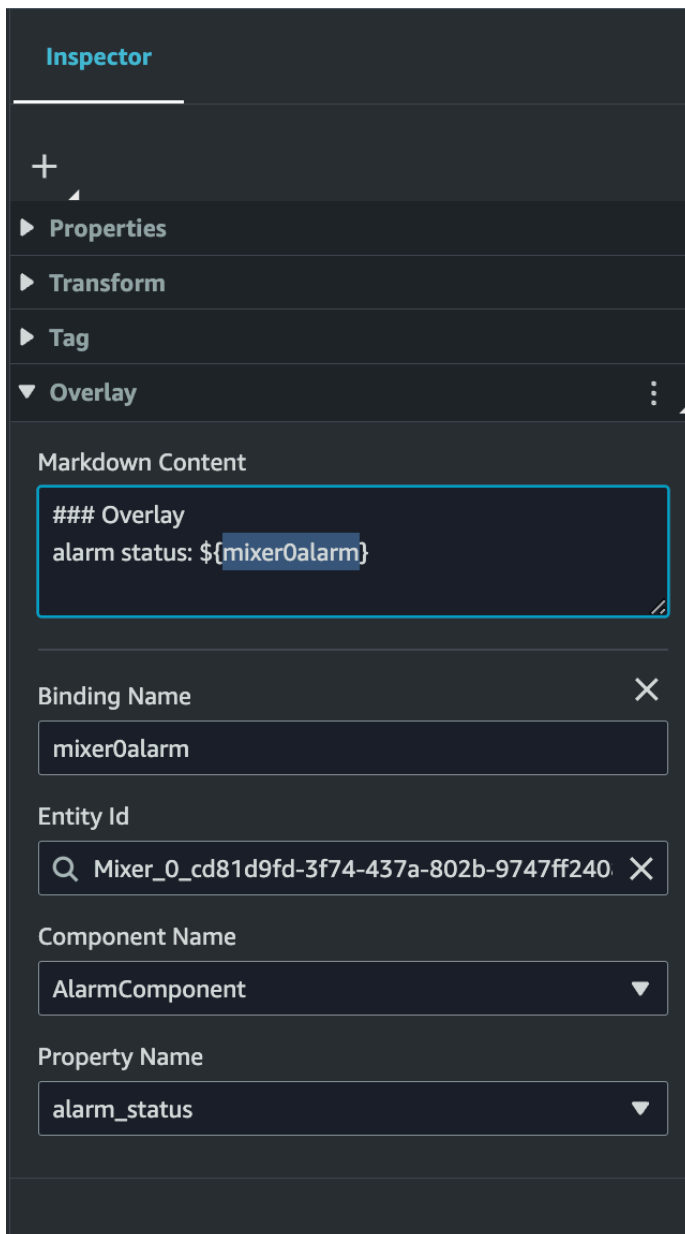 Inspector
Properties
Transform
Tag
Overlay
Markdown Content
### Overlay
alarm status: ${mixer0alarm}
Binding Name
mixer0alarm
Entity Id
Mixer_0_cd81d9fd-3f74-437a-802b-9747ff240
Component Name
AlarmComponent
Property Name
alarm_status